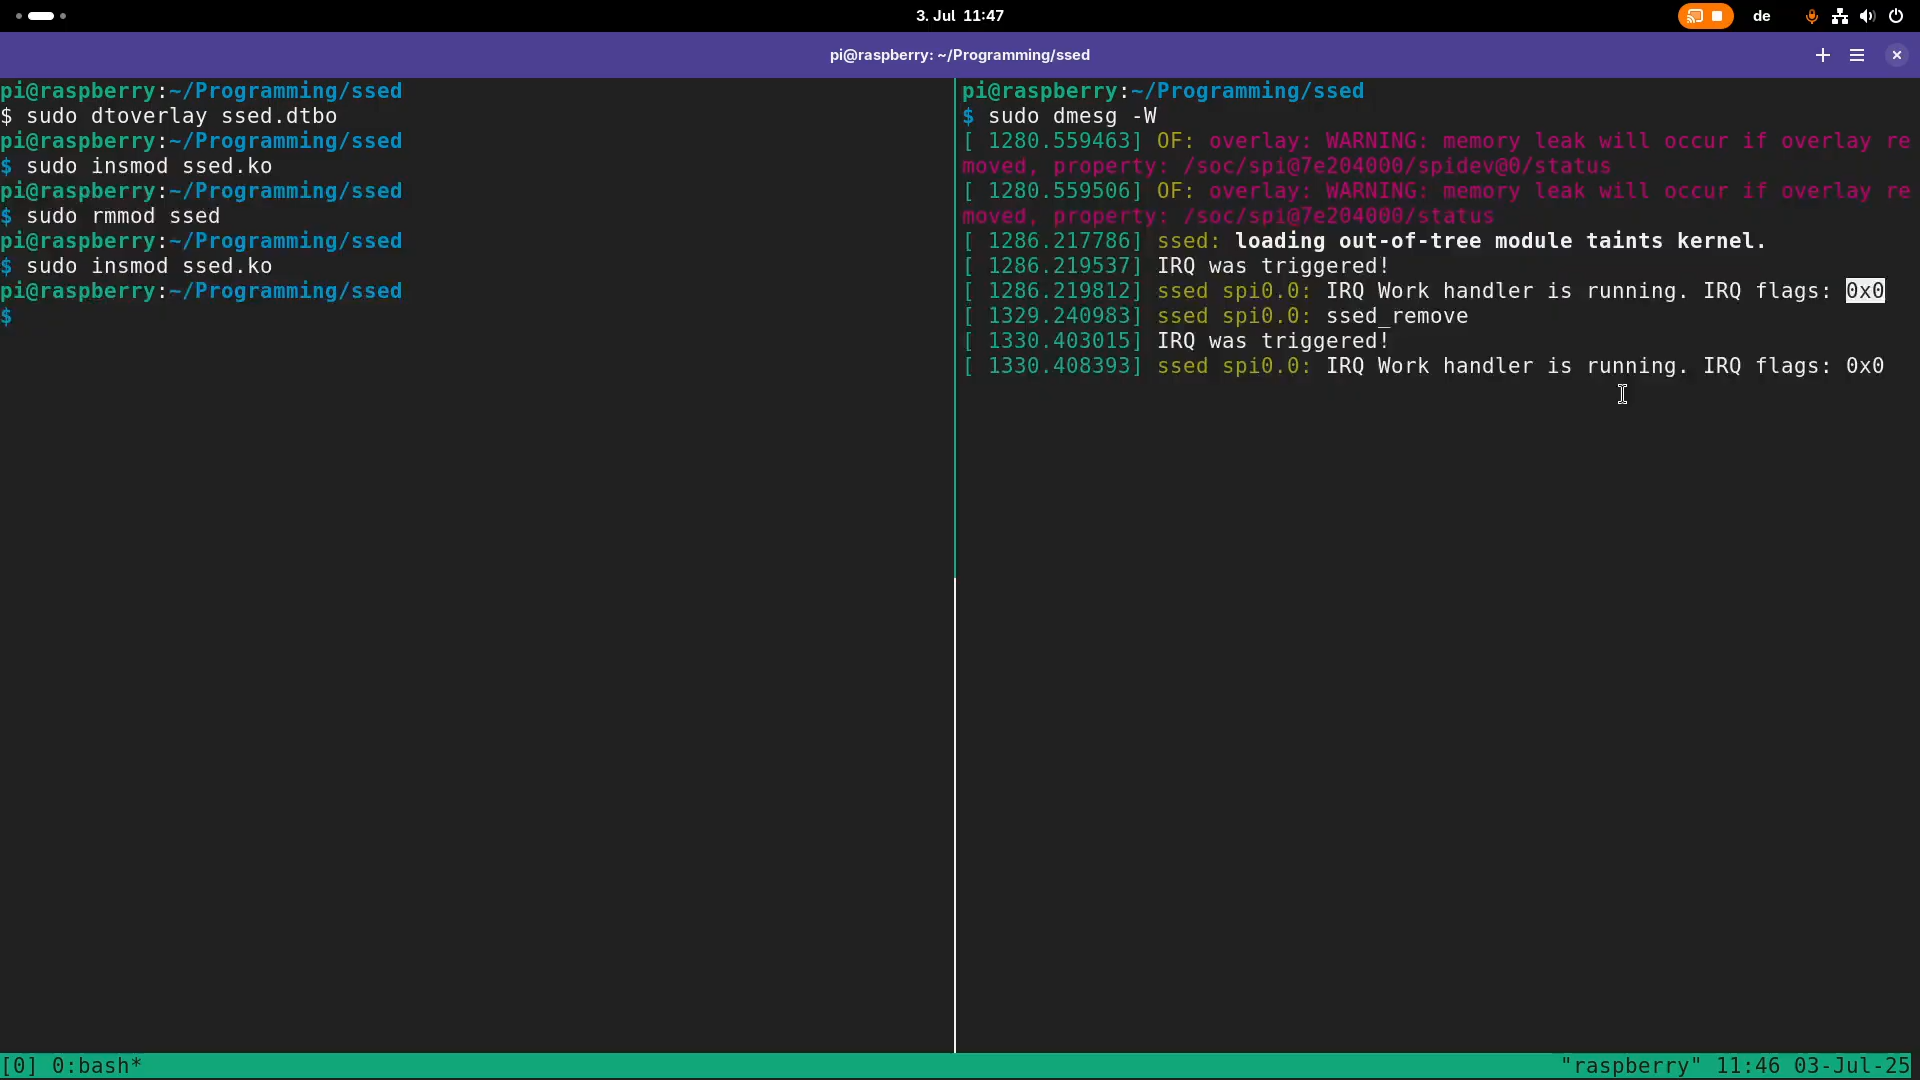 3. Jul 11:47
de
pi@raspberry: ~/Programming/ssed
pi@raspberry:~/Programming/ssed
$ sudo dtoverlay ssed.dtbo
pi@raspberry:~/Programming/ssed
$ sudo insmod ssed.ko
pi@raspberry:~/Programming/ssed
$ sudo rmmod ssed
pi@raspberry:~/Programming/ssed
$ sudo insmod ssed.ko
pi@raspberry:~/Programming/ssed
$
pi@raspberry:~/Programming/ssed
$ sudo dmesg -W
[ 1280.559463] OF: overlay: WARNING: memory leak will occur if overlay re
moved, property: /soc/spi@7e204000/spidev@0/status
[ 1280.559506] OF: overlay: WARNING: memory leak will occur if overlay re
moved, property: /soc/spi@7e204000/status
[ 1286.217786] ssed: loading out-of-tree module taints kernel.
[ 1286.219537] IRQ was triggered!
[ 1286.219812] ssed spi0.0: IRQ Work handler is running. IRQ flags: 0x0
[ 1329.240983] ssed spi0.0: ssed_remove
[ 1330.403015] IRQ was triggered!
[ 1330.408393] ssed spi0.0: IRQ Work handler is running. IRQ flags: 0x0
[0] 0:bash*
"raspberry" 11:46 03-Jul-25